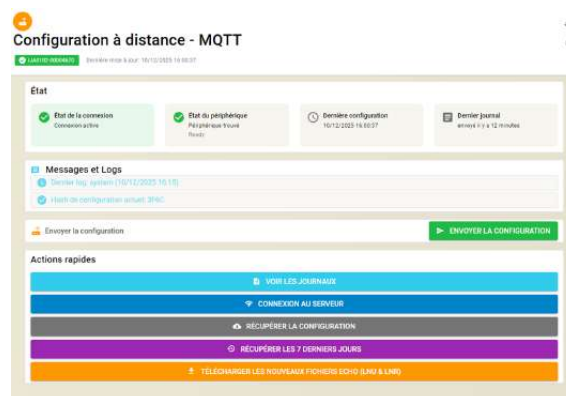 Configuration à distance - MQTT
Dernière mise à jour: 10/12/2025 16:00:37
État
État de la connexion
Connexion active
État du périphérique
Périphérique trouvé
Ready
Dernière configuration
10/12/2025 16:00:37
Dernier journal
envoyé il y a 12 minutes
Messages et Logs
Dernier log: system (10/12/2025 16:15)
Hash de configuration actuel:
Envoyer la configuration
ENVOYER LA CONFIGURATION
Actions rapides
VOIR LES JOURNAUX
CONNEXION AU SERVEUR
RÉCUPÉRER LA CONFIGURATION
RÉCUPÉRER LES 7 DERNIERS JOURS
TÉLÉCHARGER LES NOUVEAUX FICHIERS ECHO (LNU & LNR)